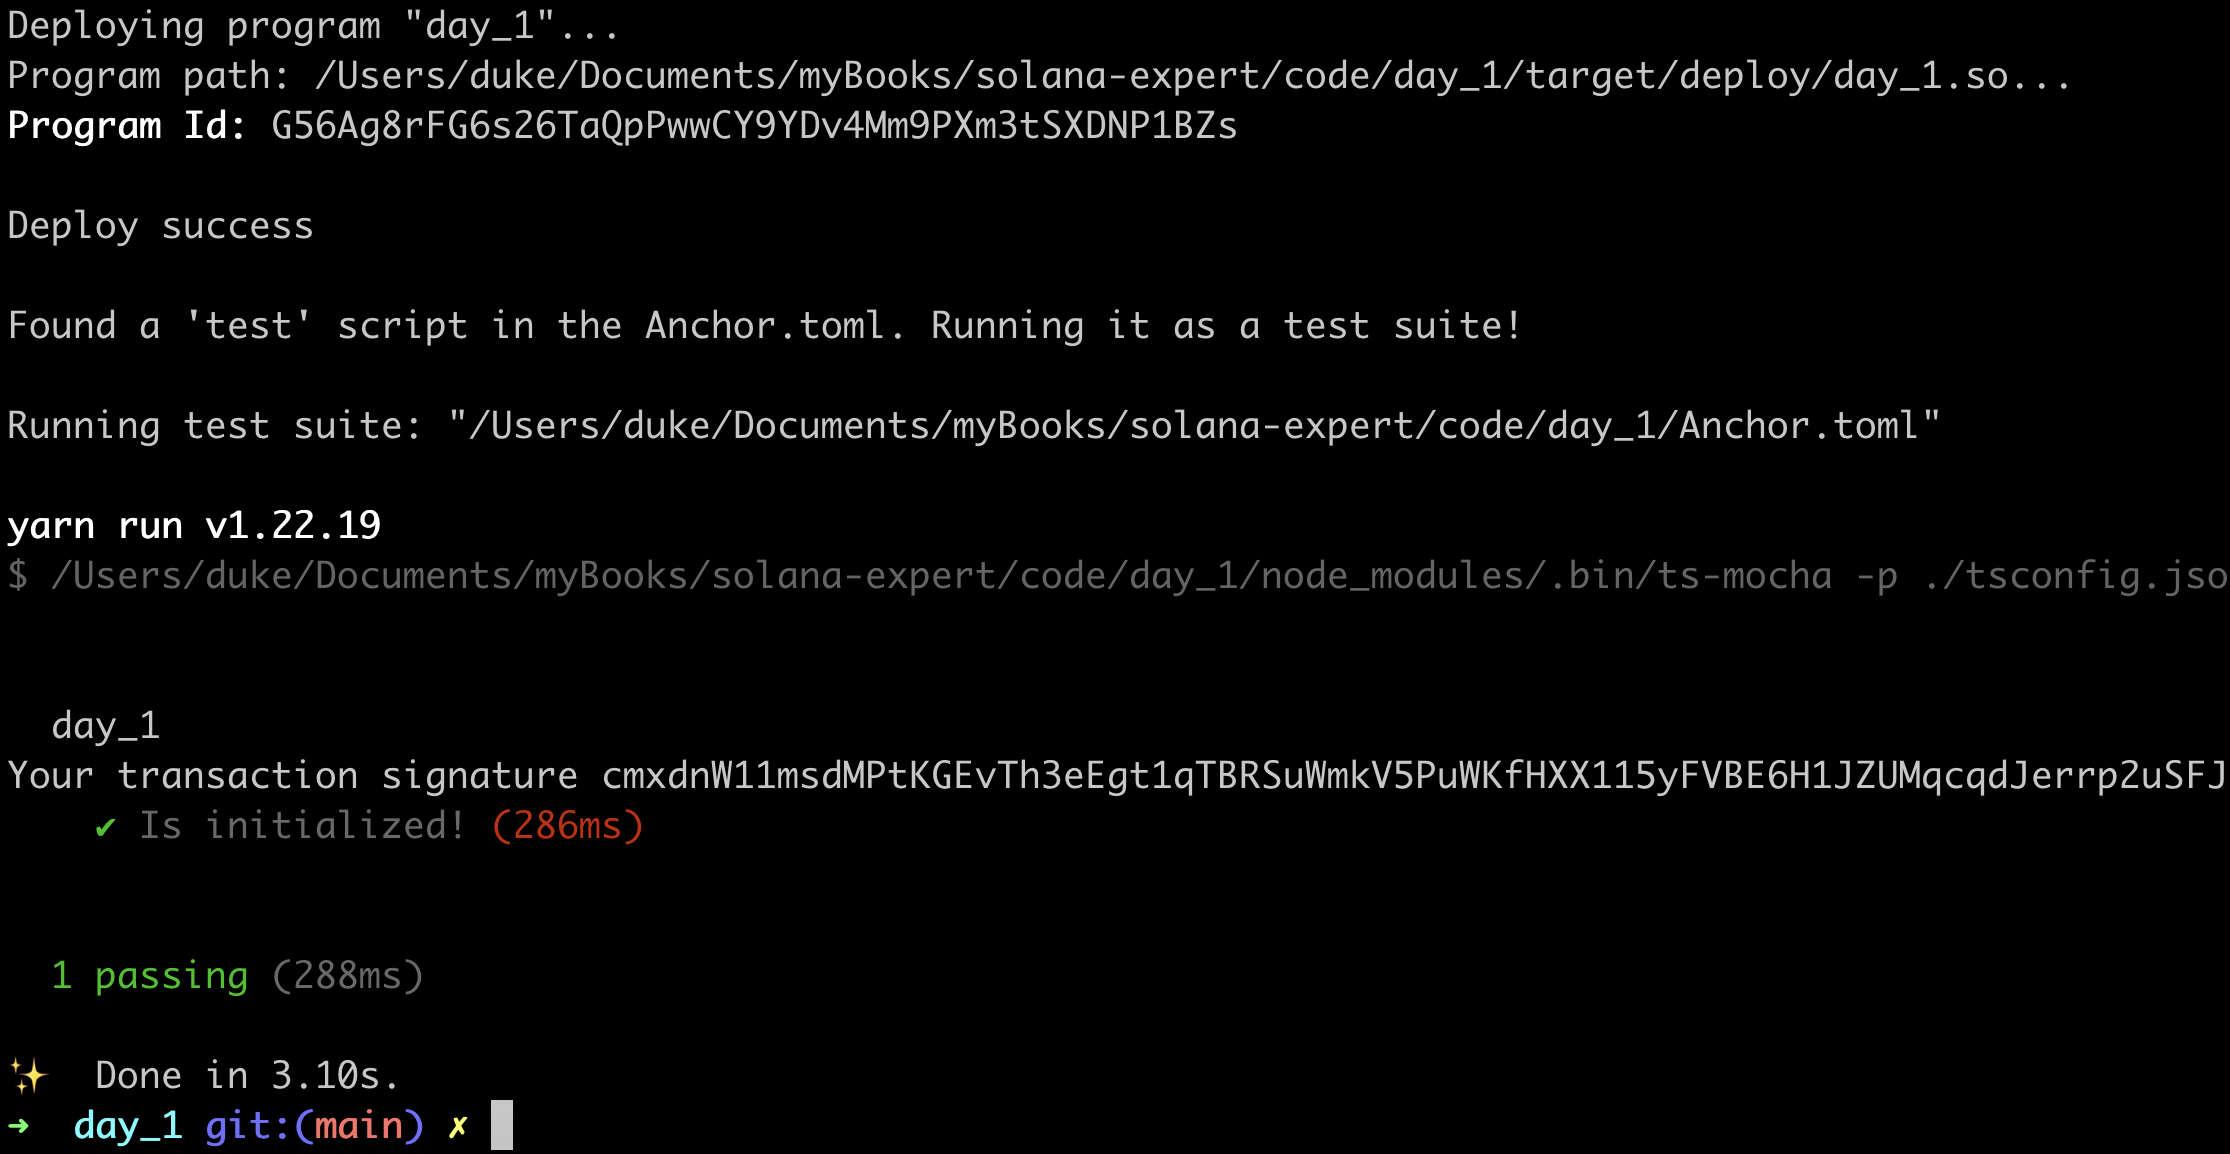 Deploying program "day_1"...
Program path: /Users/duke/Documents/myBooks/solana-expert/code/day_1/target/deploy/day_1.so...
Program Id: G56Ag8rFG6s26TaQpPwwCY9YDv4Mm9PXm3tSXDNP1BZs
Deploy success
Found a 'test' script in the Anchor.toml. Running it as a test suite!
Running test suite: "/Users/duke/Documents/myBooks/solana-expert/code/day_1/Anchor.toml"
yarn run v1.22.19
$ /Users/duke/Documents/myBooks/solana-expert/code/day_1/node_modules/.bin/ts-mocha -p ./tsconfig.jso
day_1
Your transaction signature cmxdnW11msdMPtKGEvTh3eEgt1qTBRSuWmkV5PuWKfHXX115yFVBE6H1JZUMqcqdJerrp2uSFJ
✔ Is initialized! (286ms)
1 passing (288ms)
✨ Done in 3.10s.
➜ day_1 git:(main) ✗